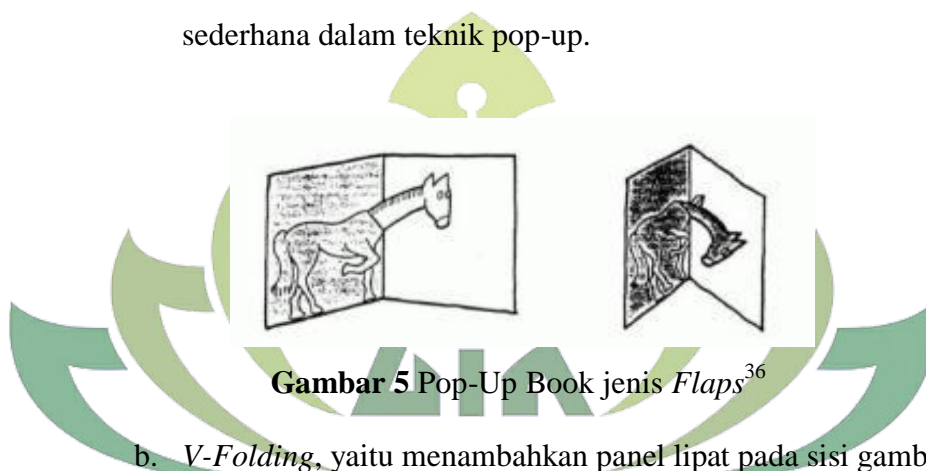 sederhana dalam teknik pop-up.
Gambar 5 Pop-Up Book jenis Flaps36
b. V-Folding, yaitu menambahkan panel lipat pada sisi gamb